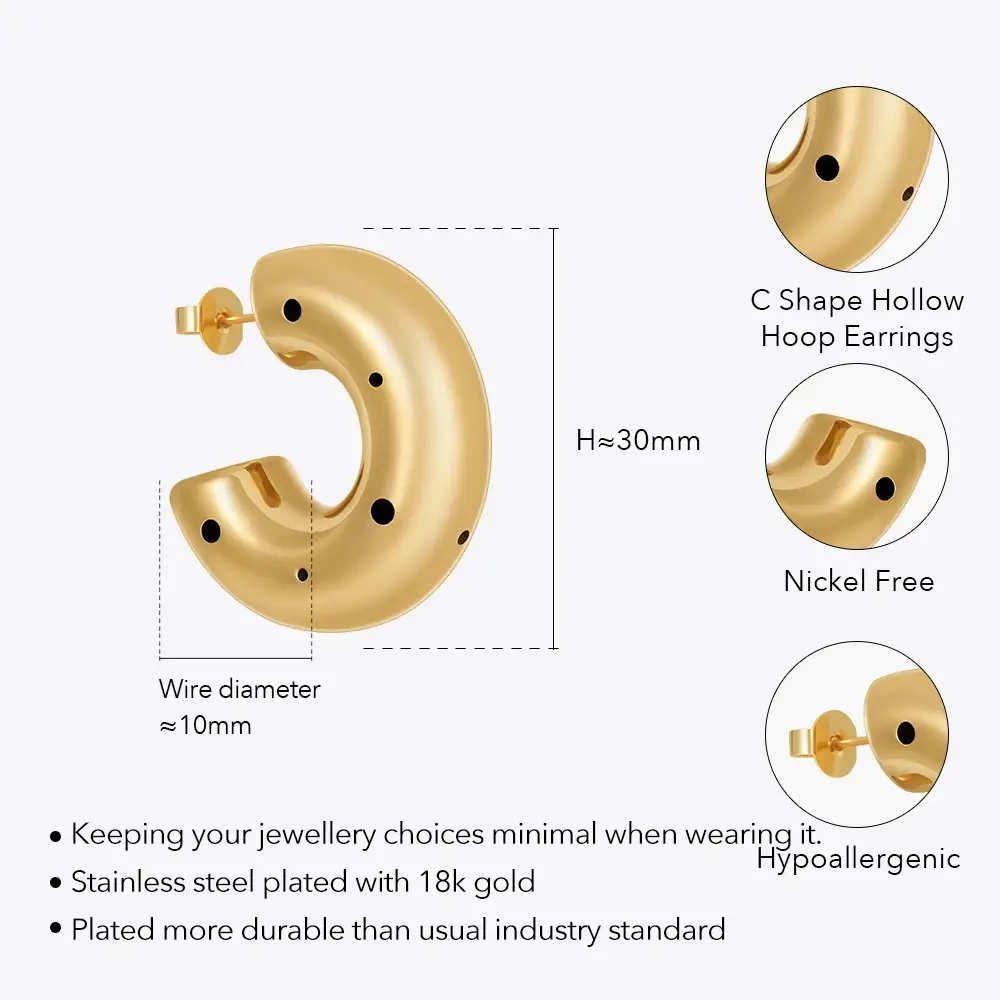 C Shape Hollow
Hoop Earrings
H≈30mm
Nickel Free
Wire diameter
≈10mm
• Keeping your jewellery choices minimal when wearing it.
Hypoallergenic
• Stainless steel plated with 18k gold
• Plated more durable than usual industry standard